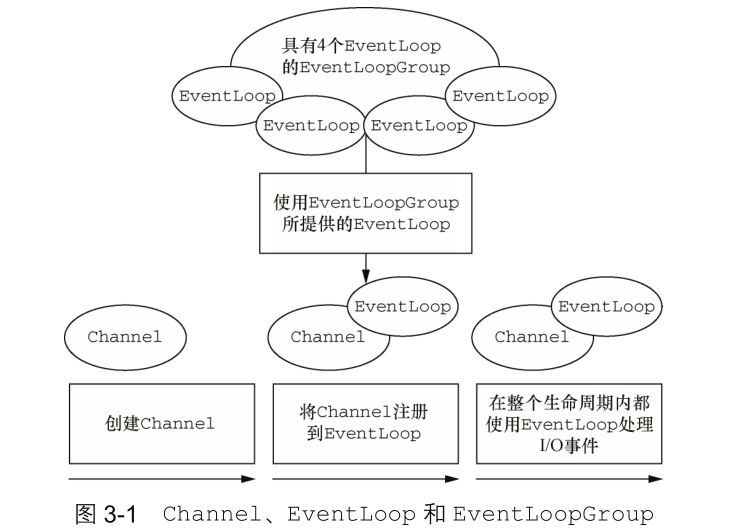 具有4个EventLoop
的EventLoopGroup
EventLoop
EventLoop
EventLoop
EventLoop
使用EventLoopGroup
所提供的EventLoop
Channel
Channel
EventLoop
Channel
EventLoop
创建Channel
将Channel注册
到EventLoop
在整个生命周期内都
使用EventLoop处理
I/O事件
图 3-1 Channel、EventLoop 和 EventLoopGroup